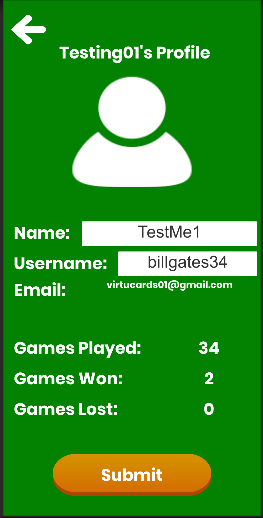 Testing01's Profile
Name: TestMe1
Username: billgates34
Email: virtucards01@gmail.com
Games Played: 34
Games Won: 2
Games Lost: 0
Submit